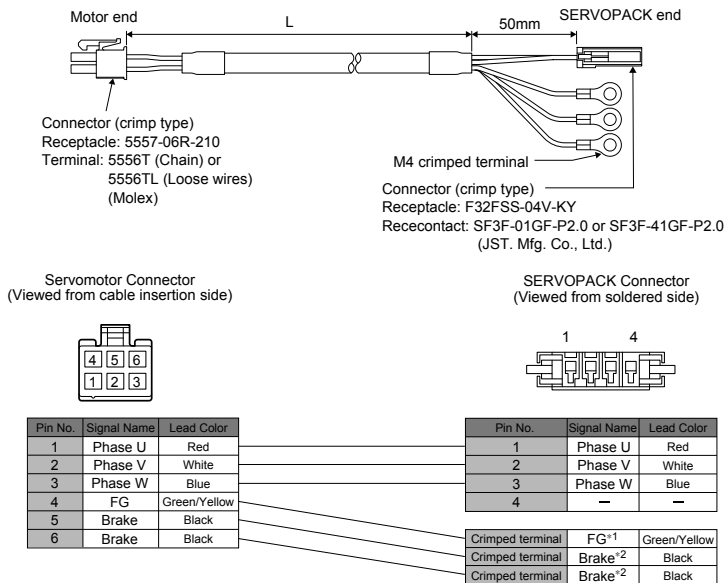 Motor end
L
50mm
SERVOPACK end
Connector (crimp type)
Receptacle: 5557-06R-210
Terminal: 5556T (Chain) or
5556TL (Loose wires)
(Molex)
M4 crimped terminal
Connector (crimp type)
Receptacle: F32FSS-04V-KY
Rececontact: SF3F-01GF-P2.0 or SF3F-41GF-P2.0
(JST. Mfg. Co., Ltd.)
Servomotor Connector
(Viewed from cable insertion side)
4 5 6
1 2 3
SERVOPACK Connector
(Viewed from soldered side)
1 4
Pin No. Signal Name Lead Color
1 Phase U Red
2 Phase V White
3 Phase W Blue
4 FG Green/Yellow
5 Brake Black
6 Brake Black
Pin No. Signal Name Lead Color
1 Phase U Red
2 Phase V White
3 Phase W Blue
4 − −
Crimped terminal FG*1 Green/Yellow
Crimped terminal Brake*2 Black
Crimped terminal Brake*2 Black